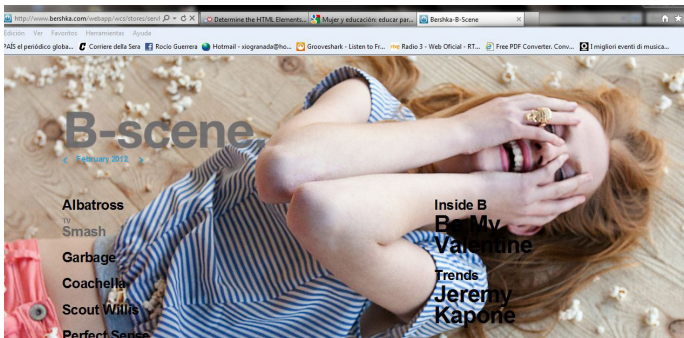 http://www.bershka.com/webapp/wcs/stores/servl
Determine the HTML Elements...
Mujer y educación: educar par...
Bershka-B-Scene
Edición Ver Favoritos Herramientas Ayuda
PAÍS el periódico globa...
Corriere della Sera
Rocío Guerrera
Hotmail - xiogranada@ho...
Grooveshark - Listen to Fr...
Radio 3 - Web Oficial - RT...
Free PDF Converter. Conv...
I migliori eventi di musica...
B-scene.
February 2012
Albatross
TV
Smash
Garbage
Coachella
Scout Willis
Perfect Sense
Inside B
Be My
Valentine
Trends
Jeremy
Kapone